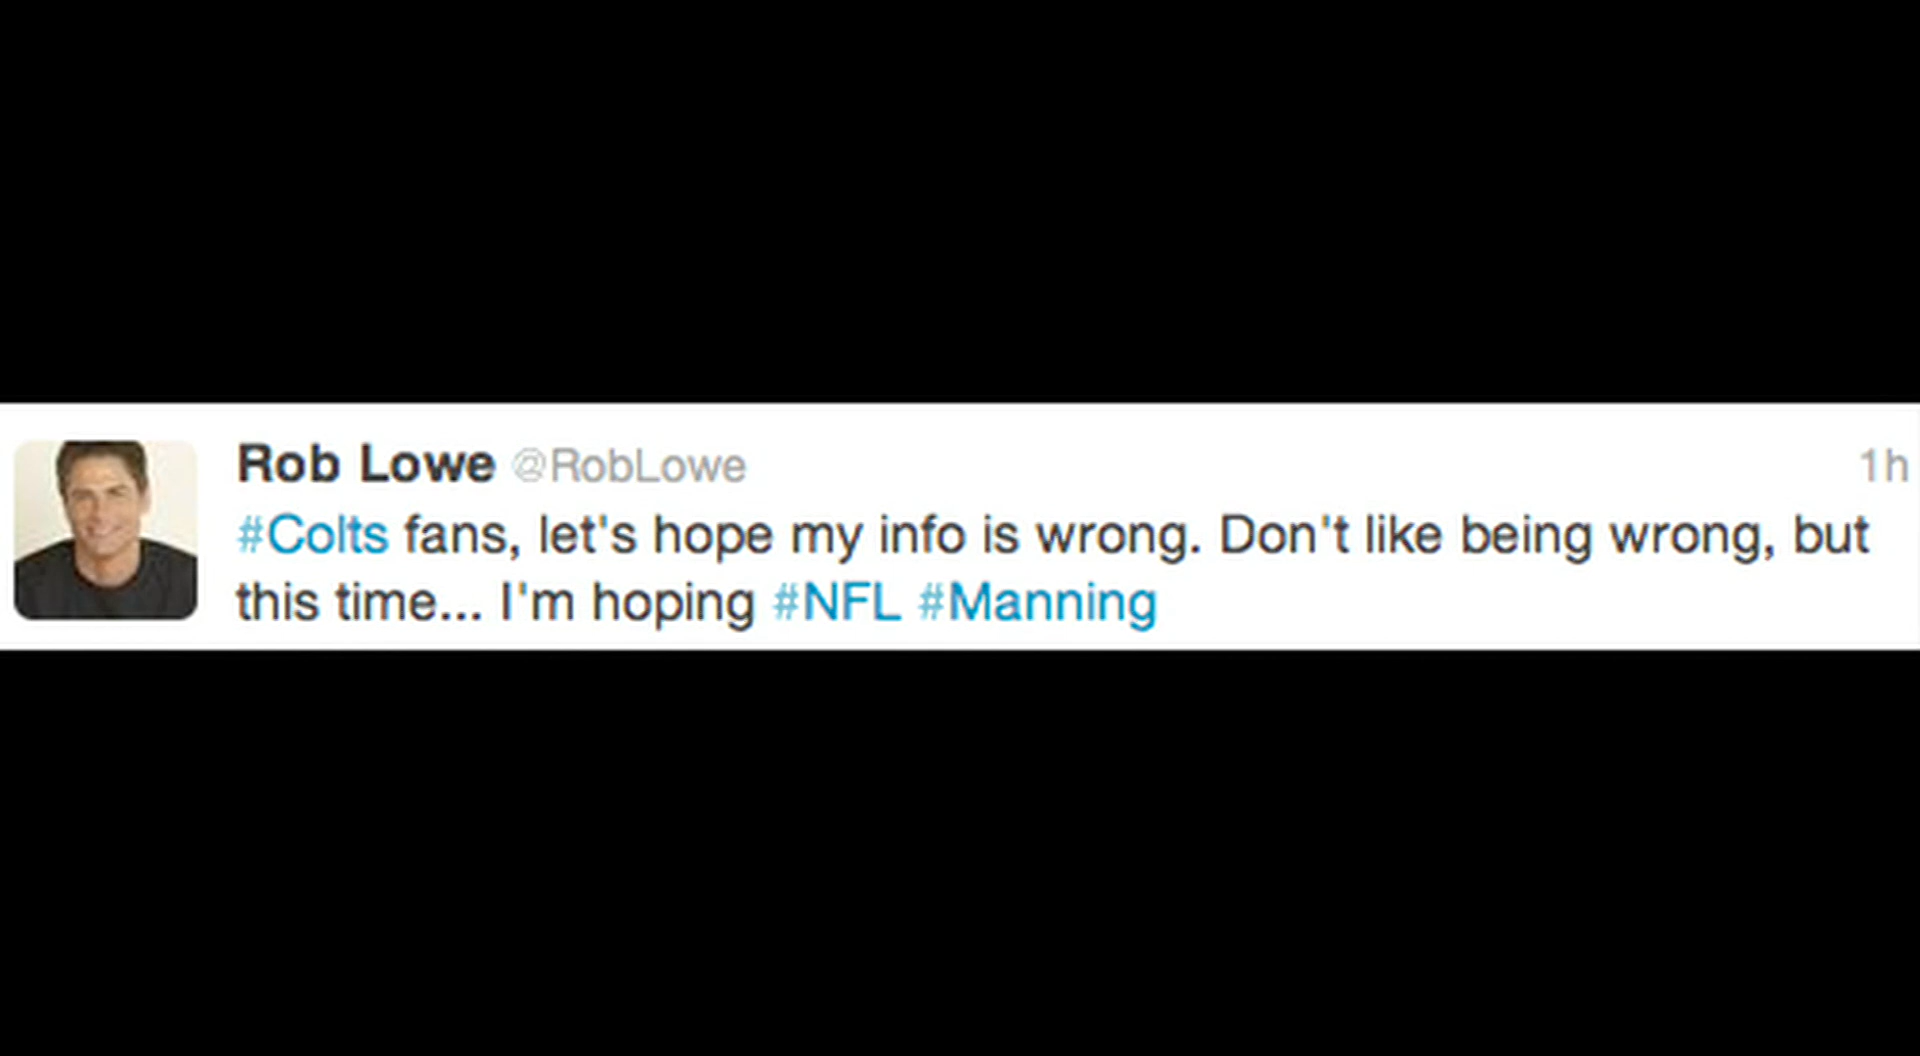 Rob Lowe @RobLowe 1h
#Colts fans, let's hope my info is wrong. Don't like being wrong, but
this time... I'm hoping #NFL #Manning